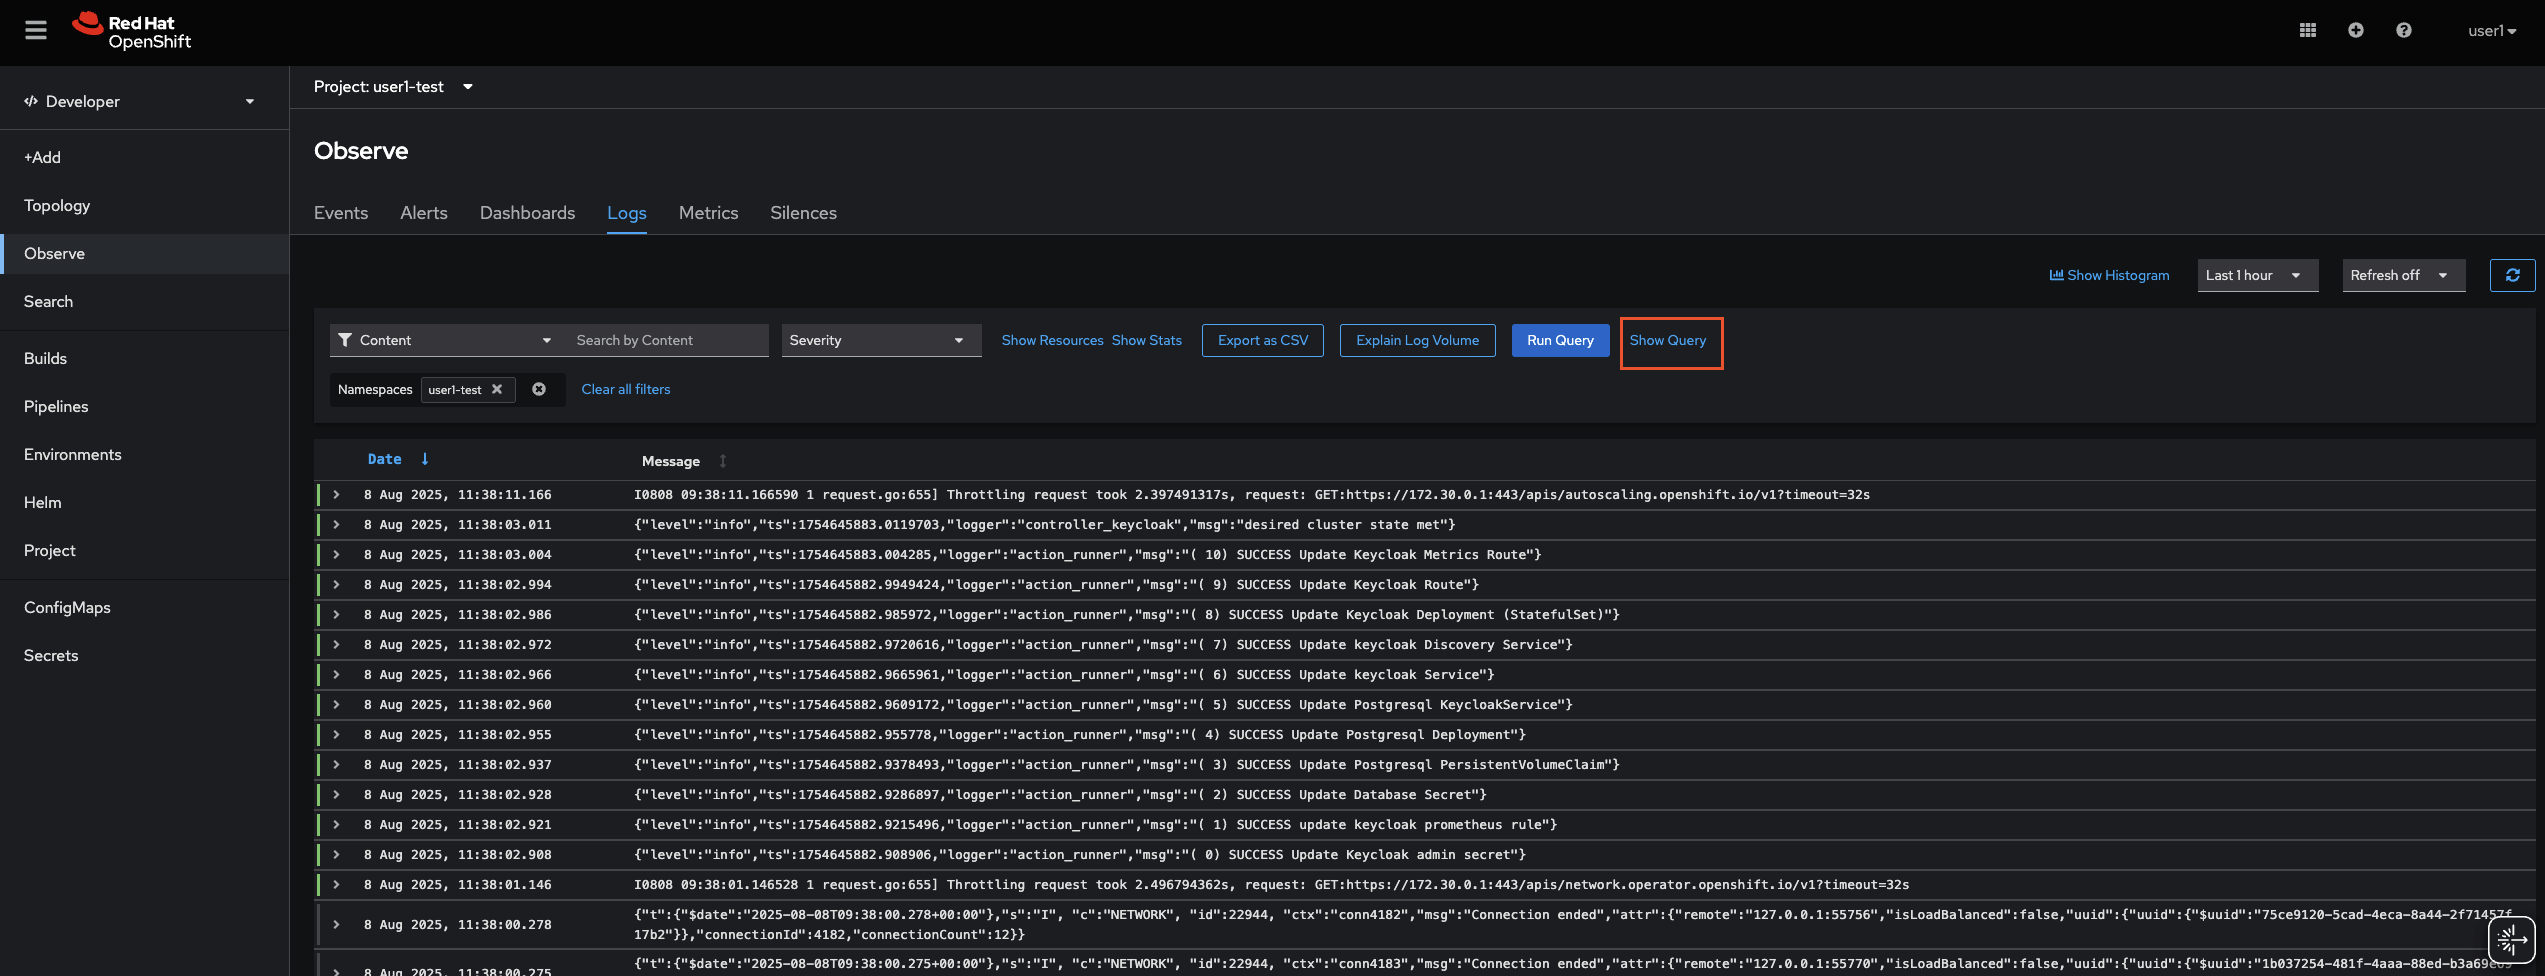 Red Hat
OpenShift
user1
Developer
+Add
Topology
Observe
Search
Builds
Pipelines
Environments
Helm
Project
ConfigMaps
Secrets
Project: user1-test
Observe
Events Alerts Dashboards Logs Metrics Silences
Show Histogram Last 1 hour Refresh off
Content Search by Content Severity Show Resources Show Stats Export as CSV Explain Log Volume Run Query Show Query
Namespaces user1-test Clear all filters
Date Message
8 Aug 2025, 11:38:11.166 I0808 09:38:11.166590 1 request.go:655] Throttling request took 2.397491317s, request: GET:https://172.30.0.1:443/apis/autoscaling.openshift.io/v1?timeout=32s
8 Aug 2025, 11:38:03.011 {"level":"info","ts":1754645883.0119703,"logger":"controller_keycloak","msg":"desired cluster state met"}
8 Aug 2025, 11:38:03.004 {"level":"info","ts":1754645883.004285,"logger":"action_runner","msg":"( 10) SUCCESS Update Keycloak Metrics Route"}
8 Aug 2025, 11:38:02.994 {"level":"info","ts":1754645882.9949424,"logger":"action_runner","msg":"( 9) SUCCESS Update Keycloak Route"}
8 Aug 2025, 11:38:02.986 {"level":"info","ts":1754645882.985972,"logger":"action_runner","msg":"( 8) SUCCESS Update Keycloak Deployment (StatefulSet)"}
8 Aug 2025, 11:38:02.972 {"level":"info","ts":1754645882.9720616,"logger":"action_runner","msg":"( 7) SUCCESS Update keycloak Discovery Service"}
8 Aug 2025, 11:38:02.966 {"level":"info","ts":1754645882.9665961,"logger":"action_runner","msg":"( 6) SUCCESS Update keycloak Service"}
8 Aug 2025, 11:38:02.960 {"level":"info","ts":1754645882.9609172,"logger":"action_runner","msg":"( 5) SUCCESS Update Postgresql KeycloakService"}
8 Aug 2025, 11:38:02.955 {"level":"info","ts":1754645882.955778,"logger":"action_runner","msg":"( 4) SUCCESS Update Postgresql Deployment"}
8 Aug 2025, 11:38:02.937 {"level":"info","ts":1754645882.9378493,"logger":"action_runner","msg":"( 3) SUCCESS Update Postgresql PersistentVolumeClaim"}
8 Aug 2025, 11:38:02.928 {"level":"info","ts":1754645882.9286897,"logger":"action_runner","msg":"( 2) SUCCESS Update Database Secret"}
8 Aug 2025, 11:38:02.921 {"level":"info","ts":1754645882.9215496,"logger":"action_runner","msg":"( 1) SUCCESS update keycloak prometheus rule"}
8 Aug 2025, 11:38:02.908 {"level":"info","ts":1754645882.908906,"logger":"action_runner","msg":"( 0) SUCCESS Update Keycloak admin secret"}
8 Aug 2025, 11:38:01.146 I0808 09:38:01.146528 1 request.go:655] Throttling request took 2.496794362s, request: GET:https://172.30.0.1:443/apis/network.operator.openshift.io/v1?timeout=32s
8 Aug 2025, 11:38:00.278 {"t":{"$date":"2025-08-08T09:38:00.278+00:00"},"s":"I", "c":"NETWORK", "id":22944, "ctx":"conn4182","msg":"Connection ended","attr":{"remote":"127.0.0.1:55756","isLoadBalanced":false,"uuid":{"uuid":{"$uuid":"75ce9120-5cad-4eca-8a44-2f71457f
17b2"}},"connectionId":4182,"connectionCount":12}}
8 Aug 2025, 11:38:00.275 {"t":{"$date":"2025-08-08T09:38:00.275+00:00"},"s":"I", "c":"NETWORK", "id":22944, "ctx":"conn4183","msg":"Connection ended","attr":{"remote":"127.0.0.1:55770","isLoadBalanced":false,"uuid":{"uuid":{"$uuid":"1b037254-481f-4aaa-88ed-